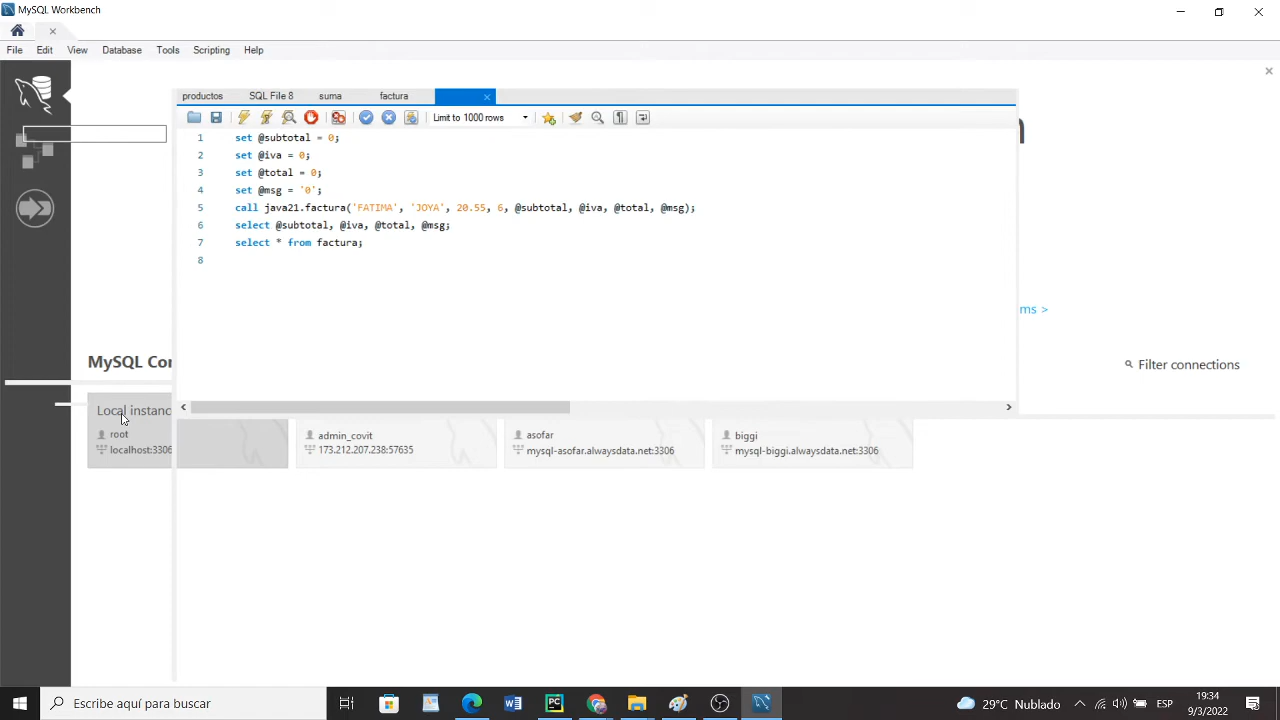 MySQL Workbench
File Edit View Database Tools Scripting Help
productos SQL File 8 suma factura
Limit to 1000 rows
1 set @subtotal = 0;
2 set @iva = 0;
3 set @total = 0;
4 set @msg = '0';
5 call java21.factura('FATIMA', 'JOYA', 20.55, 6, @subtotal, @iva, @total, @msg);
6 select @subtotal, @iva, @total, @msg;
7 select * from factura;
8
ms >
MySQL Con
Filter connections
Local instanc
root
localhost:3306
admin_covit
173.212.207.238:57635
asofar
mysql-asofar.alwaysdata.net:3306
biggi
mysql-biggi.alwaysdata.net:3306
Escribe aquí para buscar
29°C Nublado
ESP
19:34
9/3/2022